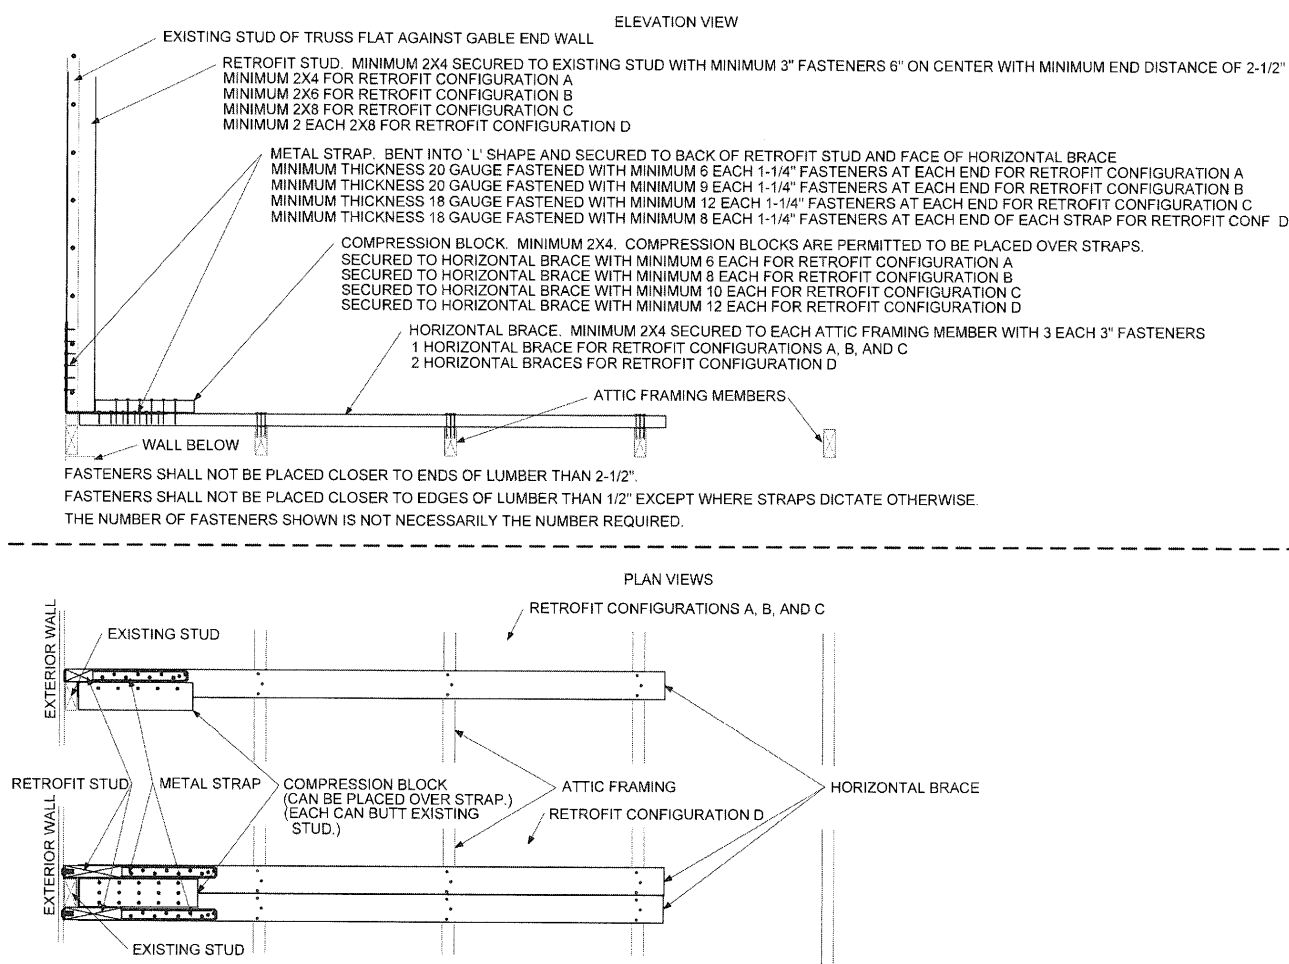 ELEVATION VIEW
EXISTING STUD OF TRUSS FLAT AGAINST GABLE END WALL
RETROFIT STUD. MINIMUM 2X4 SECURED TO EXISTING STUD WITH MINIMUM 3" FASTENERS 6" ON CENTER WITH MINIMUM END DISTANCE OF 2-1/2"
MINIMUM 2X4 FOR RETROFIT CONFIGURATION A
MINIMUM 2X6 FOR RETROFIT CONFIGURATION B
MINIMUM 2X8 FOR RETROFIT CONFIGURATION C
MINIMUM 2 EACH 2X8 FOR RETROFIT CONFIGURATION D
METAL STRAP. BENT INTO `L' SHAPE AND SECURED TO BACK OF RETROFIT STUD AND FACE OF HORIZONTAL BRACE
MINIMUM THICKNESS 20 GAUGE FASTENED WITH MINIMUM 6 EACH 1-1/4" FASTENERS AT EACH END FOR RETROFIT CONFIGURATION A
MINIMUM THICKNESS 20 GAUGE FASTENED WITH MINIMUM 9 EACH 1-1/4" FASTENERS AT EACH END FOR RETROFIT CONFIGURATION B
MINIMUM THICKNESS 18 GAUGE FASTENED WITH MINIMUM 12 EACH 1-1/4" FASTENERS AT EACH END FOR RETROFIT CONFIGURATION C
MINIMUM THICKNESS 18 GAUGE FASTENED WITH MINIMUM 8 EACH 1-1/4" FASTENERS AT EACH END OF EACH STRAP FOR RETROFIT CONF D
COMPRESSION BLOCK. MINIMUM 2X4. COMPRESSION BLOCKS ARE PERMITTED TO BE PLACED OVER STRAPS.
SECURED TO HORIZONTAL BRACE WITH MINIMUM 6 EACH FOR RETROFIT CONFIGURATION A
SECURED TO HORIZONTAL BRACE WITH MINIMUM 8 EACH FOR RETROFIT CONFIGURATION B
SECURED TO HORIZONTAL BRACE WITH MINIMUM 10 EACH FOR RETROFIT CONFIGURATION C
SECURED TO HORIZONTAL BRACE WITH MINIMUM 12 EACH FOR RETROFIT CONFIGURATION D
HORIZONTAL BRACE. MINIMUM 2X4 SECURED TO EACH ATTIC FRAMING MEMBER WITH 3 EACH 3" FASTENERS
1 HORIZONTAL BRACE FOR RETROFIT CONFIGURATIONS A, B, AND C
2 HORIZONTAL BRACES FOR RETROFIT CONFIGURATION D
ATTIC FRAMING MEMBERS
WALL BELOW
FASTENERS SHALL NOT BE PLACED CLOSER TO ENDS OF LUMBER THAN 2-1/2".
FASTENERS SHALL NOT BE PLACED CLOSER TO EDGES OF LUMBER THAN 1/2" EXCEPT WHERE STRAPS DICTATE OTHERWISE.
THE NUMBER OF FASTENERS SHOWN IS NOT NECESSARILY THE NUMBER REQUIRED.
PLAN VIEWS
RETROFIT CONFIGURATIONS A, B, AND C
EXTERIOR WALL
EXISTING STUD
RETROFIT STUD
METAL STRAP
COMPRESSION BLOCK
(CAN BE PLACED OVER STRAP.)
(EACH CAN BUTT EXISTING
STUD.)
ATTIC FRAMING
HORIZONTAL BRACE
RETROFIT CONFIGURATION D
EXTERIOR WALL
EXISTING STUD